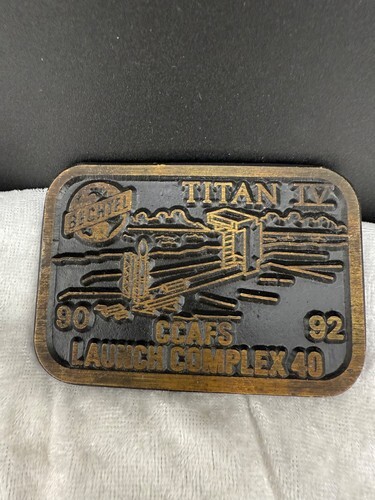 BECHTEL
TITAN IV
90
92
CCAFS
LAUNCH COMPLEX 40